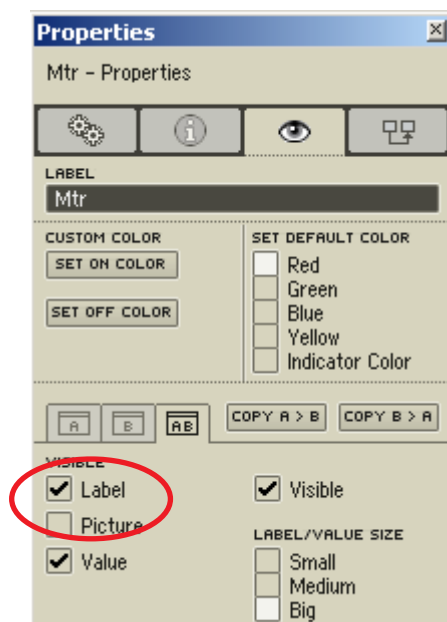 Properties
Mtr - Properties
LABEL
Mtr
CUSTOM COLOR
SET ON COLOR
SET OFF COLOR
SET DEFAULT COLOR
Red
Green
Blue
Yellow
Indicator Color
A B AB COPY A > B COPY B > A
VISIBLE
Label
Picture
Value
Visible
LABEL/VALUE SIZE
Small
Medium
Big